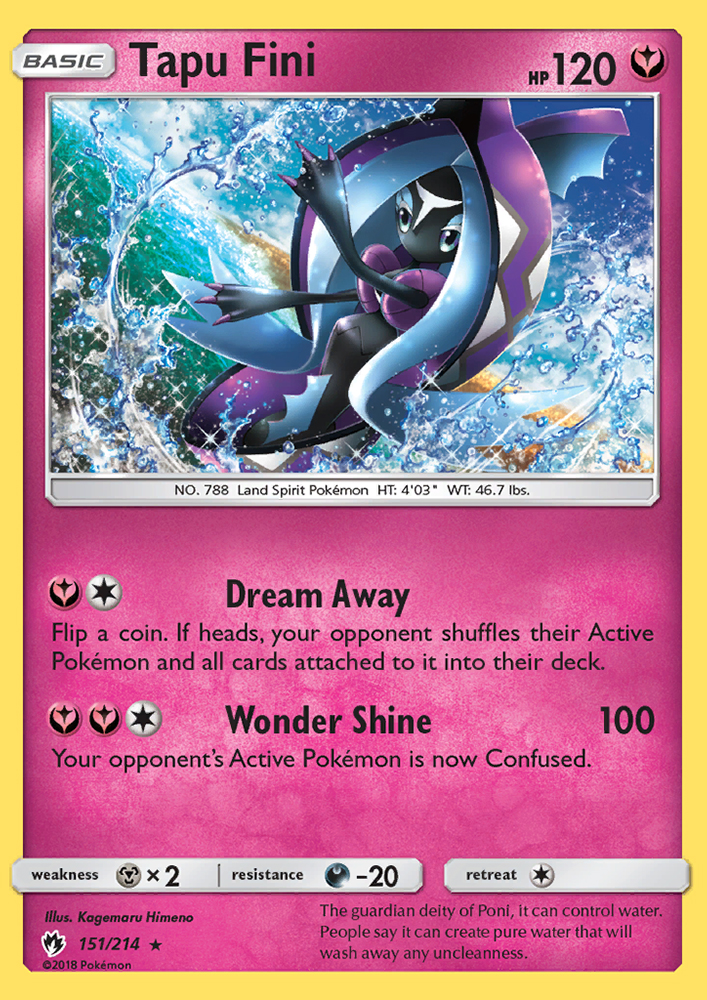 BASIC Tapu Fini HP 120
NO. 788 Land Spirit Pokémon HT: 4'03" WT: 46.7 lbs.
Dream Away
Flip a coin. If heads, your opponent shuffles their Active
Pokémon and all cards attached to it into their deck.
Wonder Shine 100
Your opponent's Active Pokémon is now Confused.
weakness ×2 resistance -20 retreat
Illus. Kagemaru Himeno
151/214 ★
©2018 Pokémon
The guardian deity of Poni, it can control water.
People say it can create pure water that will
wash away any uncleanness.